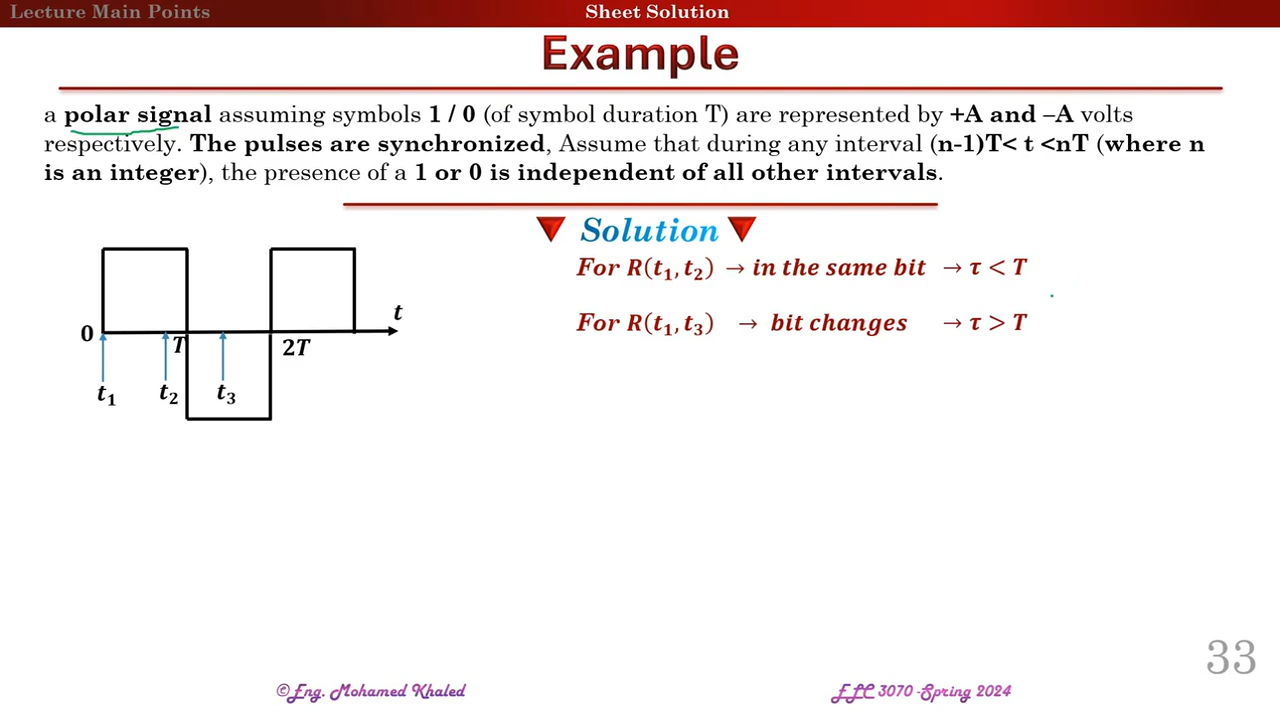 Lecture Main Points
Sheet Solution
Example
a polar signal assuming symbols 1 / 0 (of symbol duration T) are represented by +A and –A volts
respectively. The pulses are synchronized, Assume that during any interval (n-1)T< t <nT (where n
is an integer), the presence of a 1 or 0 is independent of all other intervals.
Solution
For R(t₁, t₂) → in the same bit → τ < T
For R(t₁, t₃) → bit changes → τ > T
t
0
T
2T
t₁
t₂
t₃
33
©Eng. Mohamed Khaled
ELC 3070 -Spring 2024